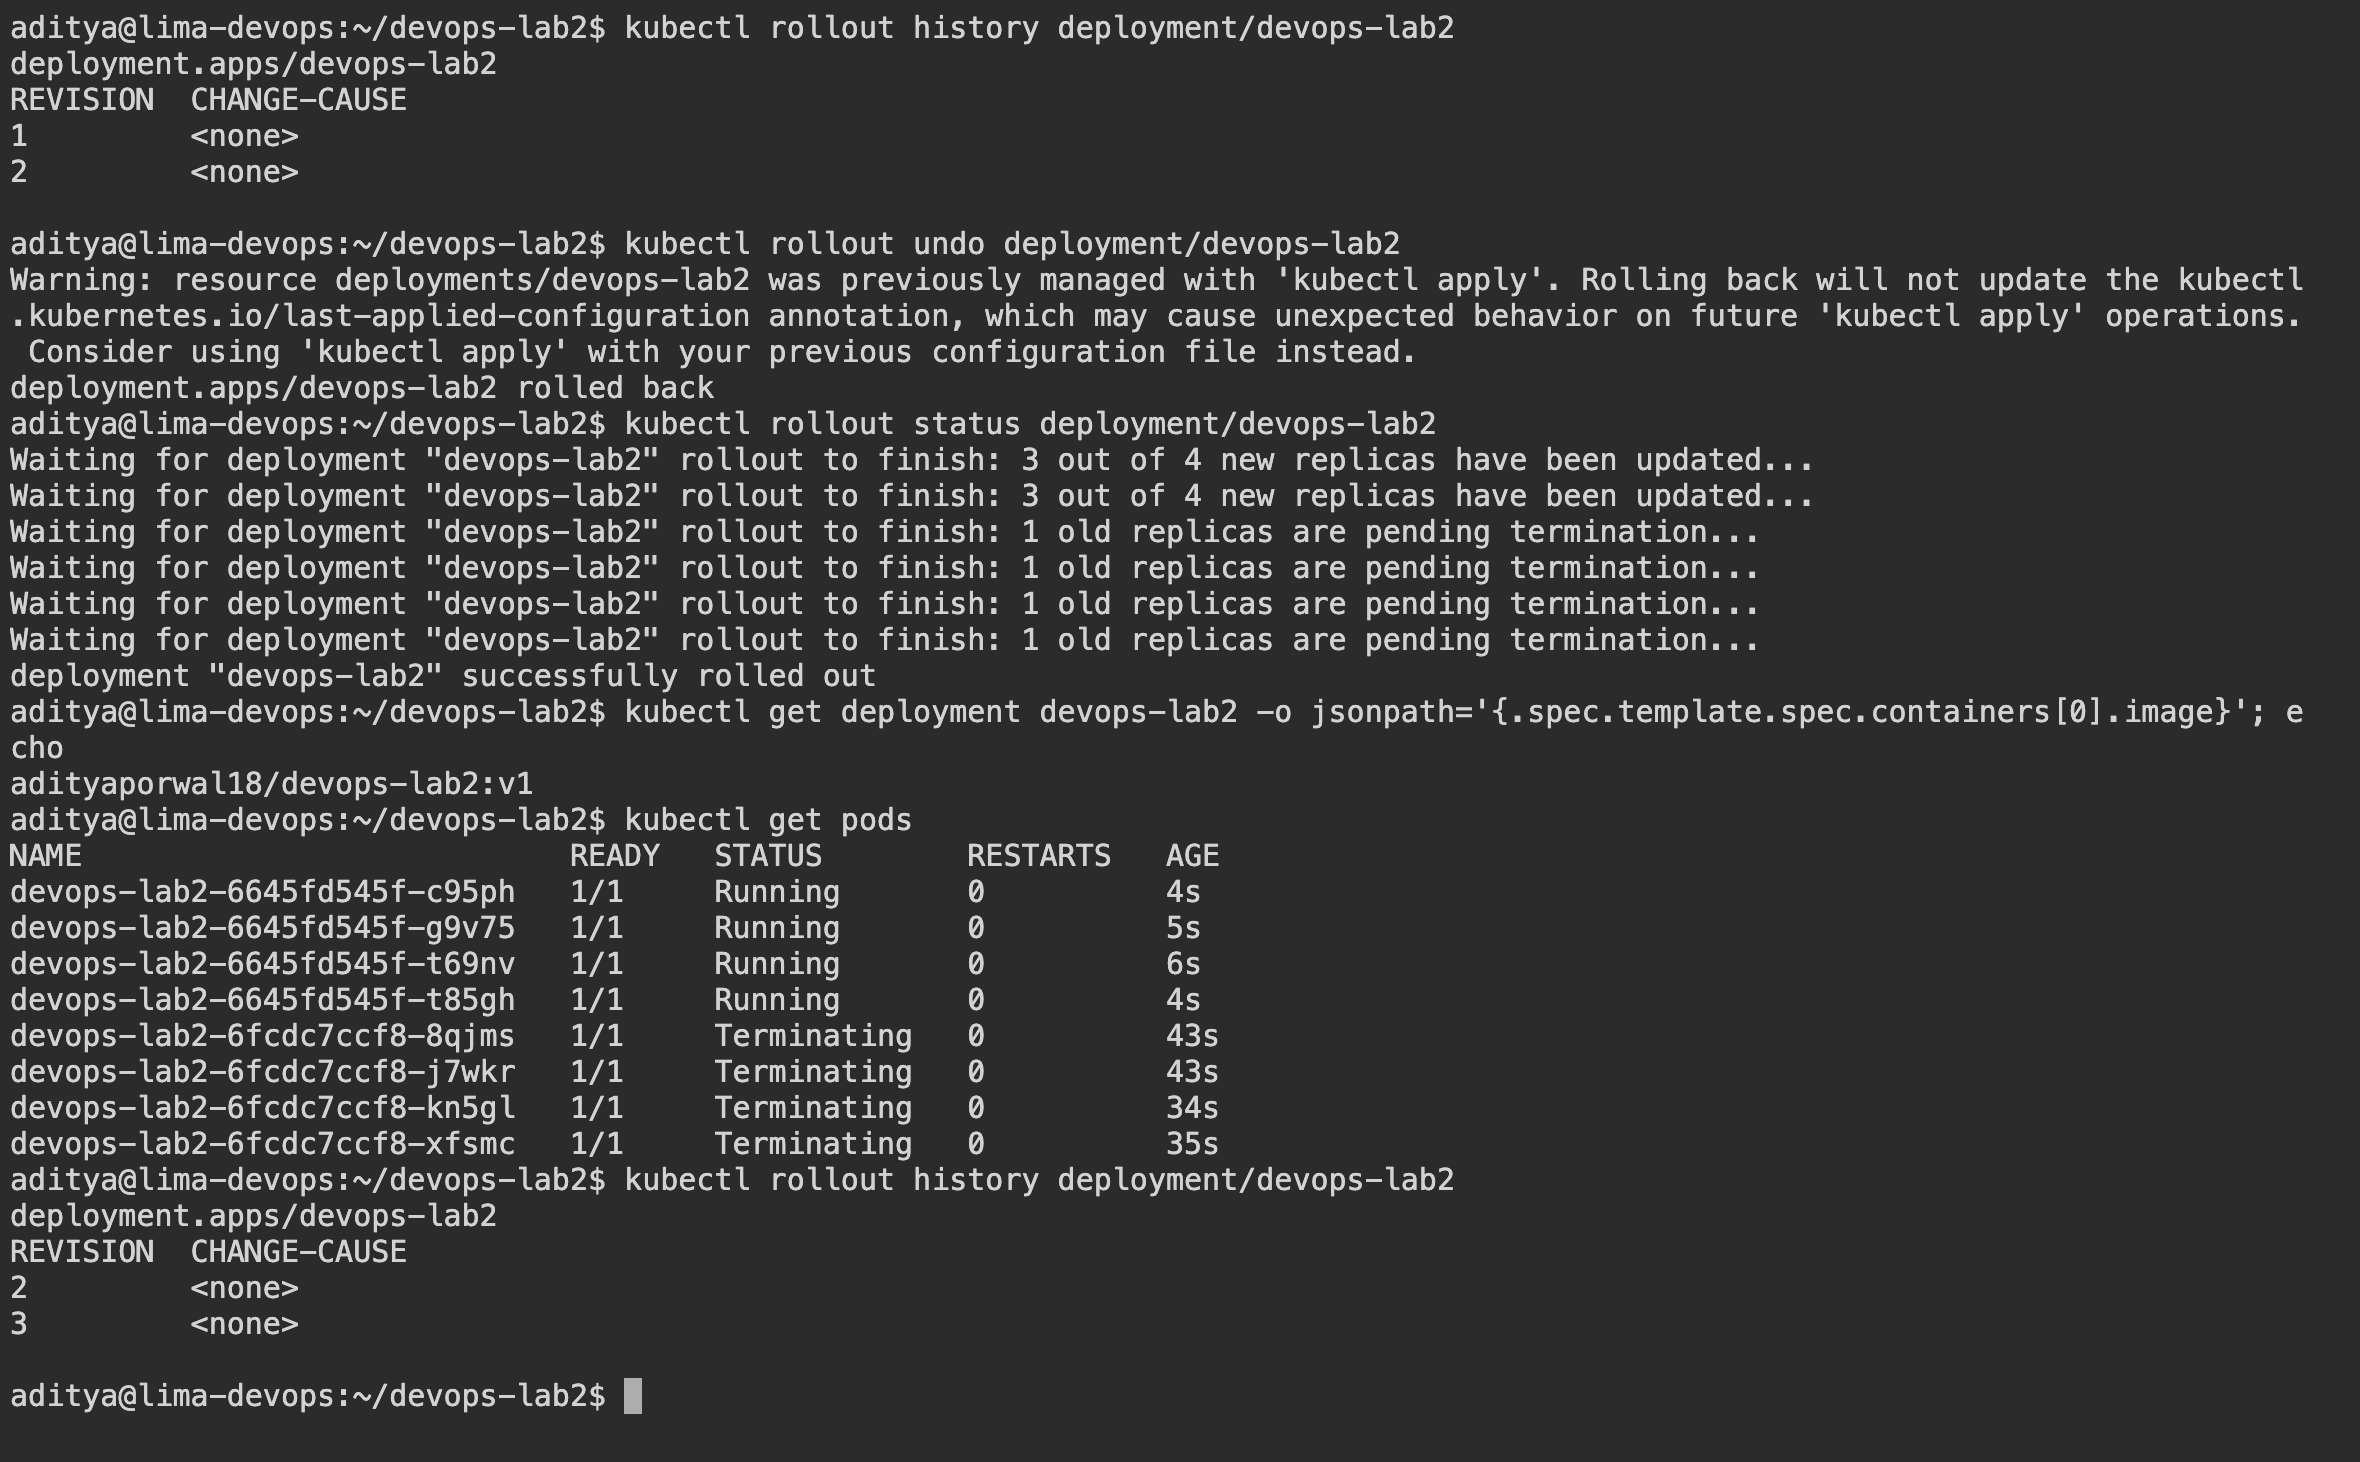 aditya@lima-devops:~/devops-lab2$ kubectl rollout history deployment/devops-lab2
deployment.apps/devops-lab2
REVISION  CHANGE-CAUSE
1         <none>
2         <none>

aditya@lima-devops:~/devops-lab2$ kubectl rollout undo deployment/devops-lab2
Warning: resource deployments/devops-lab2 was previously managed with 'kubectl apply'. Rolling back will not update the kubectl
.kubernetes.io/last-applied-configuration annotation, which may cause unexpected behavior on future 'kubectl apply' operations.
 Consider using 'kubectl apply' with your previous configuration file instead.
deployment.apps/devops-lab2 rolled back
aditya@lima-devops:~/devops-lab2$ kubectl rollout status deployment/devops-lab2
Waiting for deployment "devops-lab2" rollout to finish: 3 out of 4 new replicas have been updated...
Waiting for deployment "devops-lab2" rollout to finish: 3 out of 4 new replicas have been updated...
Waiting for deployment "devops-lab2" rollout to finish: 1 old replicas are pending termination...
Waiting for deployment "devops-lab2" rollout to finish: 1 old replicas are pending termination...
Waiting for deployment "devops-lab2" rollout to finish: 1 old replicas are pending termination...
Waiting for deployment "devops-lab2" rollout to finish: 1 old replicas are pending termination...
deployment "devops-lab2" successfully rolled out
aditya@lima-devops:~/devops-lab2$ kubectl get deployment devops-lab2 -o jsonpath='{.spec.template.spec.containers[0].image}'; e
cho
adityaporwal18/devops-lab2:v1
aditya@lima-devops:~/devops-lab2$ kubectl get pods
NAME                           READY   STATUS        RESTARTS   AGE
devops-lab2-6645fd545f-c95ph   1/1     Running       0          4s
devops-lab2-6645fd545f-g9v75   1/1     Running       0          5s
devops-lab2-6645fd545f-t69nv   1/1     Running       0          6s
devops-lab2-6645fd545f-t85gh   1/1     Running       0          4s
devops-lab2-6fcdc7ccf8-8qjms   1/1     Terminating   0          43s
devops-lab2-6fcdc7ccf8-j7wkr   1/1     Terminating   0          43s
devops-lab2-6fcdc7ccf8-kn5gl   1/1     Terminating   0          34s
devops-lab2-6fcdc7ccf8-xfsmc   1/1     Terminating   0          35s
aditya@lima-devops:~/devops-lab2$ kubectl rollout history deployment/devops-lab2
deployment.apps/devops-lab2
REVISION  CHANGE-CAUSE
2         <none>
3         <none>

aditya@lima-devops:~/devops-lab2$